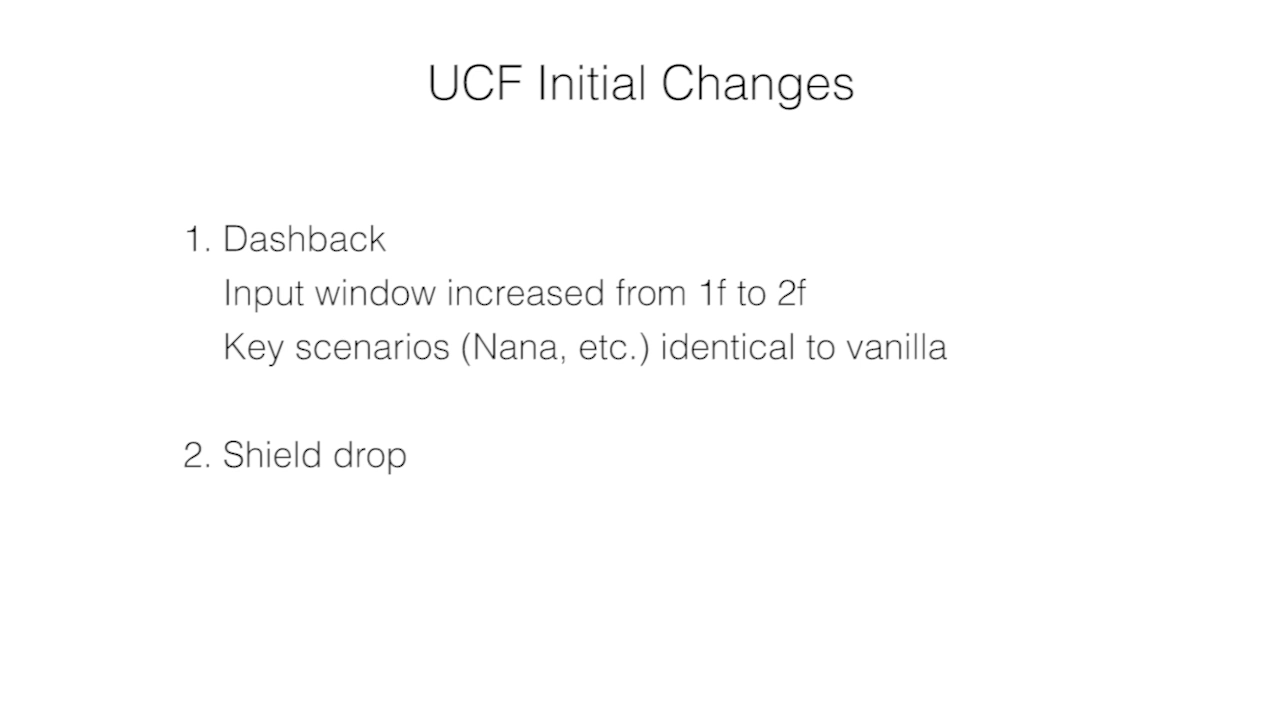 UCF Initial Changes
1. Dashback
Input window increased from 1f to 2f
Key scenarios (Nana, etc.) identical to vanilla
2. Shield drop